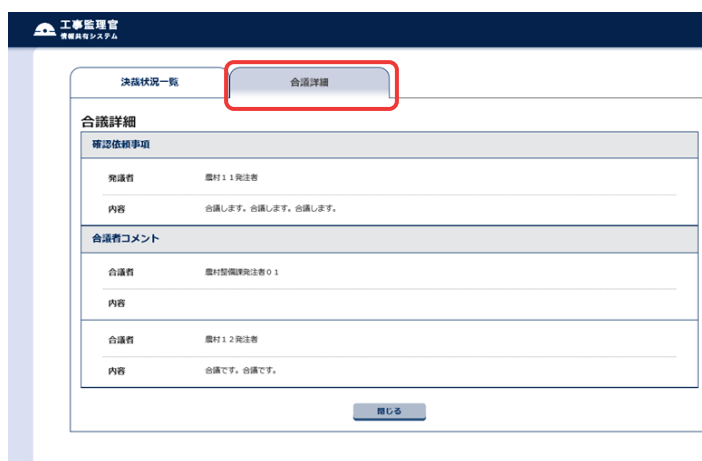 工事監理官
情報共有システム
決裁状況一覧
合議詳細
合議詳細
確認依頼事項
発議者 農村11発注者
内容 合議します。合議します。合議します。
合議者コメント
合議者 農村整備課発注者01
内容
合議者 農村12発注者
内容 合議です。合議です。
閉じる